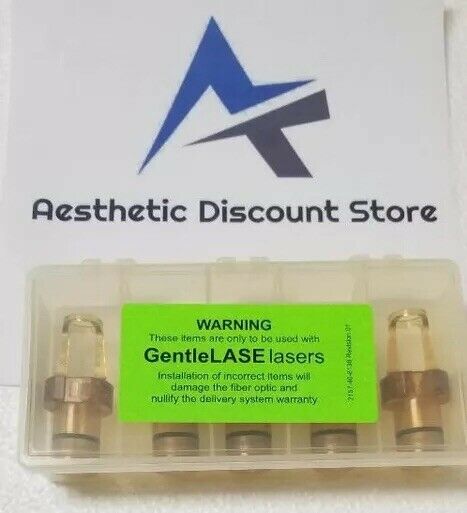 Aesthetic Discount Store
WARNING
These items are only to be used with
GentleLASE lasers
Installation of incorrect items will
damage the fiber optic and
nullify the delivery system warranty